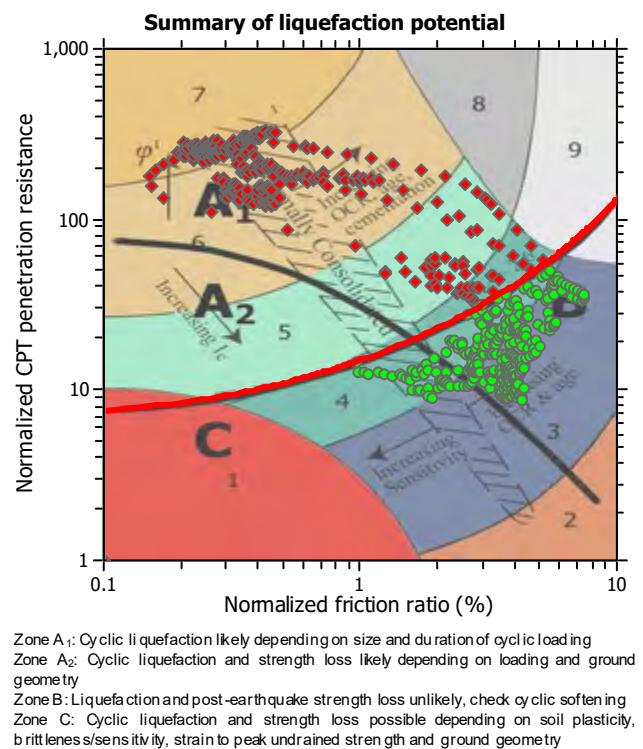 Summary of liquefaction potential
1,000
7
8
9
φ'
A1
OCR, age,
cementation
Consolidated
100
6
A2
Increasing Ic
5
B
10
4
C
1
Increasing
Sensitivity
Increasing
OCR & age
3
2
1
0.1
1
10
Normalized CPT penetration resistance
Normalized friction ratio (%)
Zone A1: Cyclic liquefaction likely depending on size and duration of cyclic loading
Zone A2: Cyclic liquefaction and strength loss likely depending on loading and ground
geometry
Zone B: Liquefaction and post-earthquake strength loss unlikely, check cyclic softening
Zone C: Cyclic liquefaction and strength loss possible depending on soil plasticity,
brittleness/sensitivity, strain to peak undrained strength and ground geometry